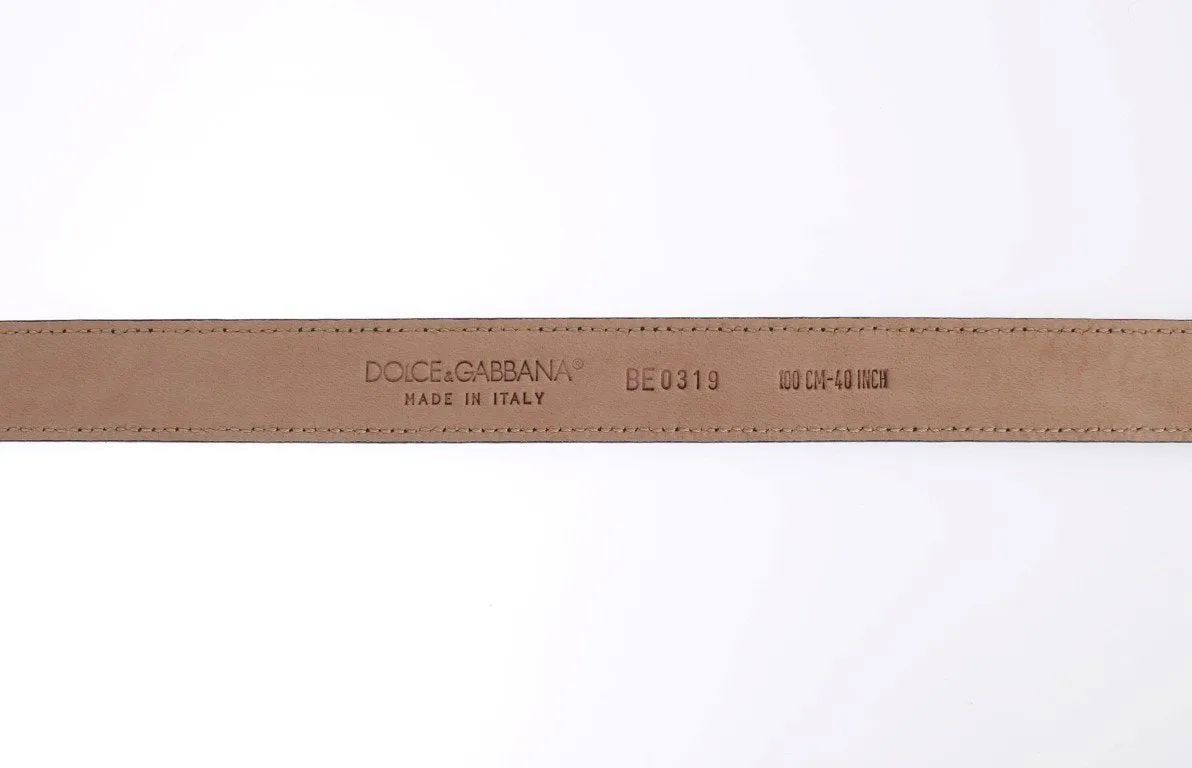 DOLCE&GABBANA®
MADE IN ITALY
BE0319
100 CM-40 INCH